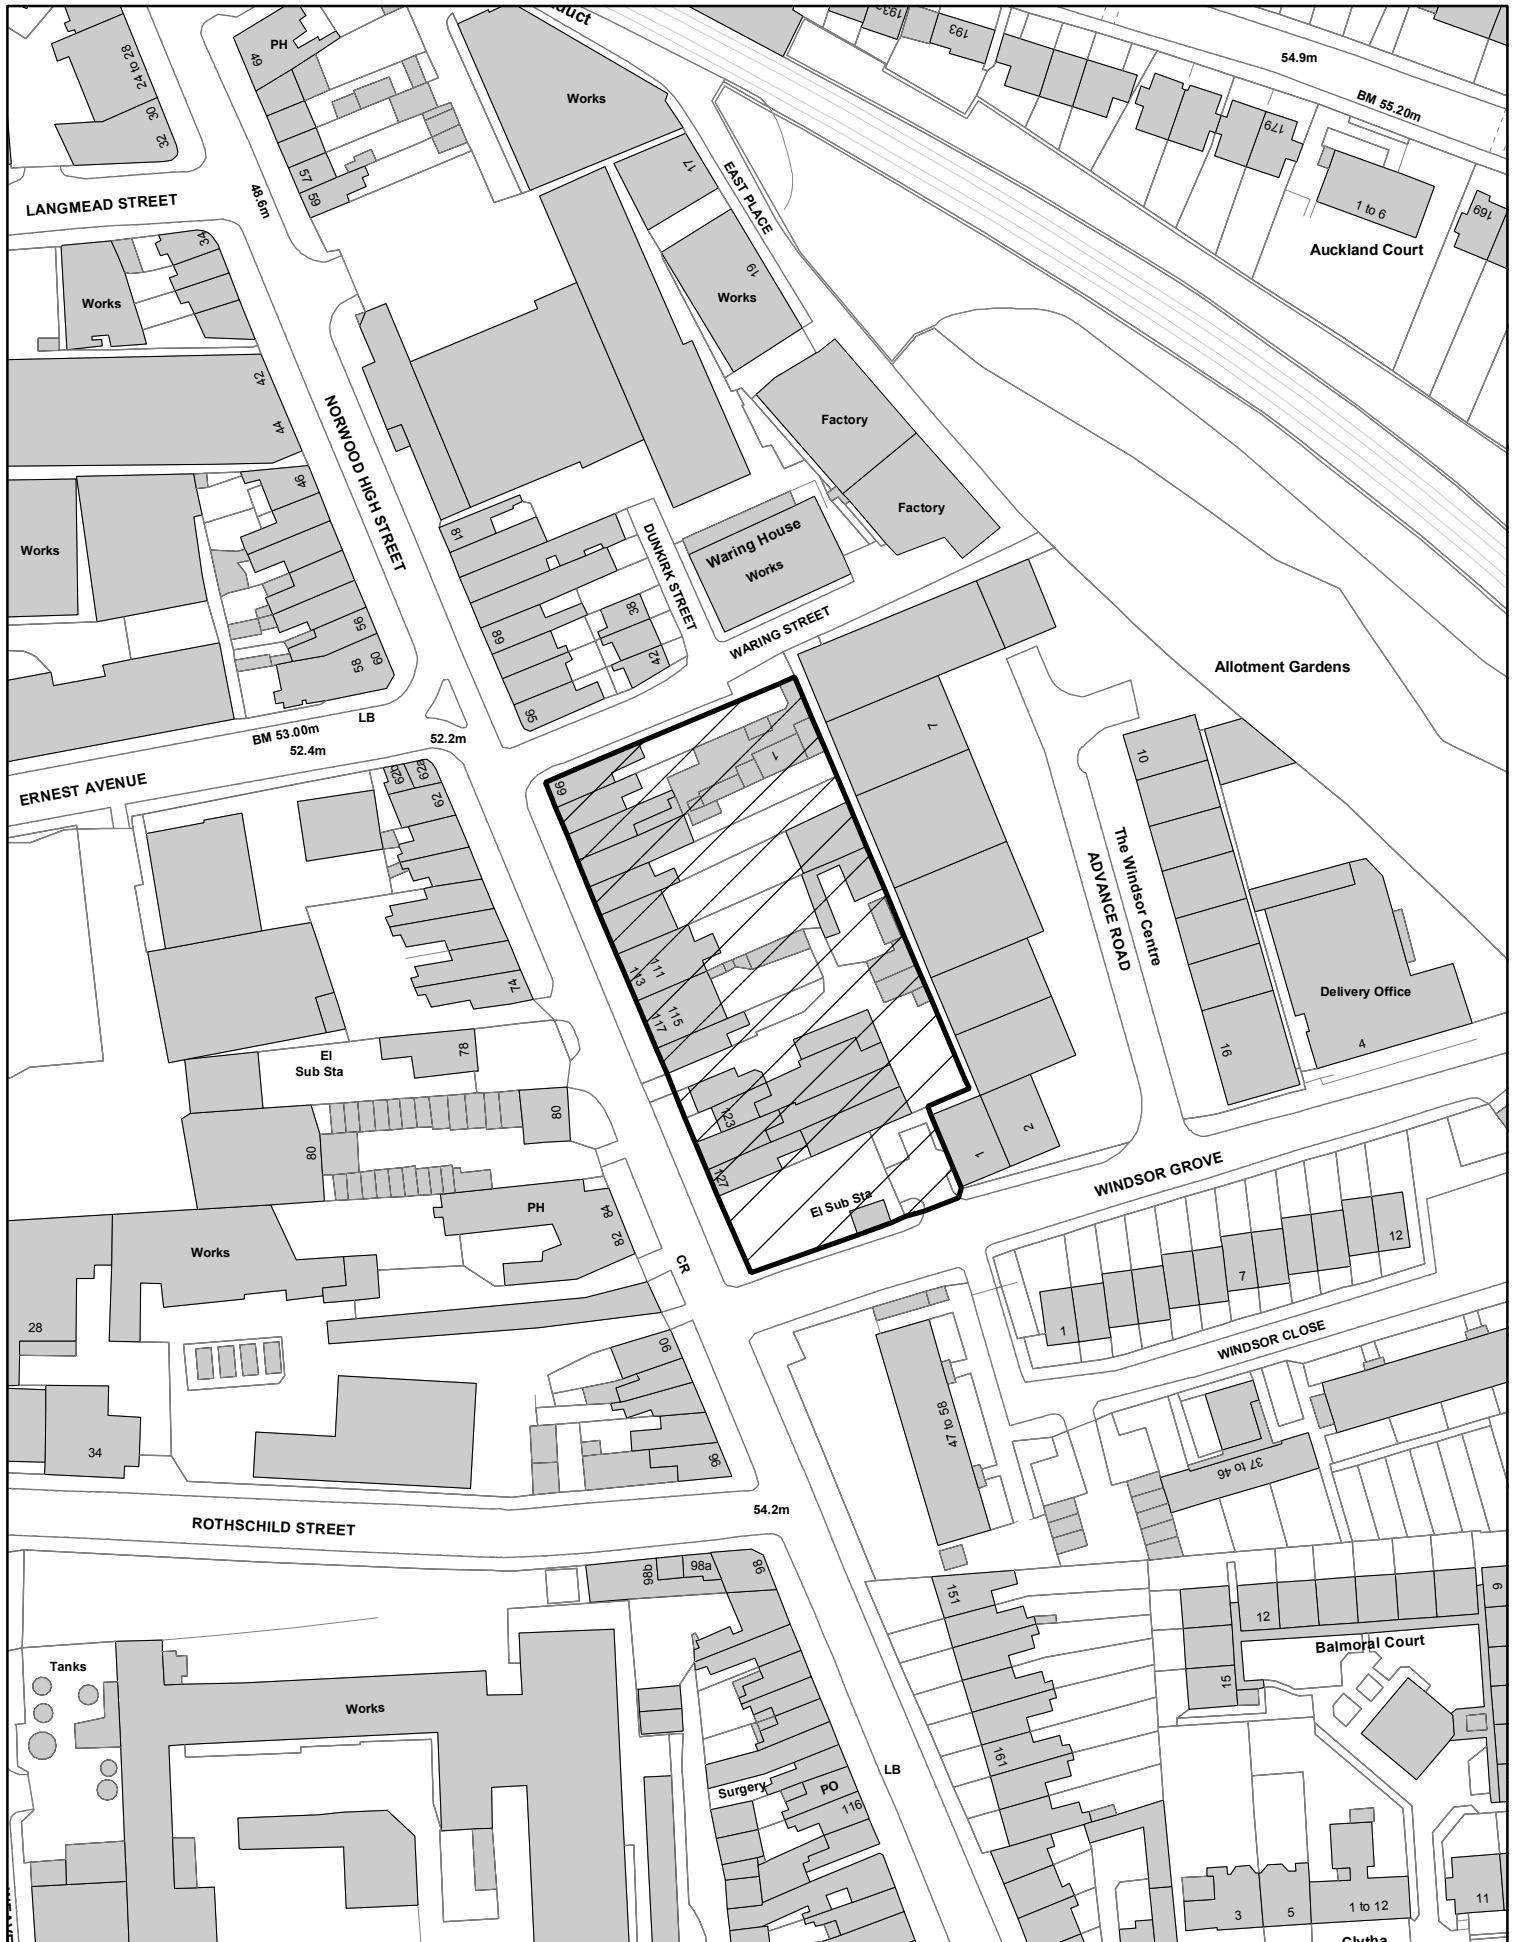 duct
PH
64
24 to 28
30
32
193
54.9m
BM 55.20m
179
1 to 6
169
Auckland Court
Works
17
EAST PLACE
57
59
48.6m
LANGMEAD STREET
34
Works
19
Works
42
44
NORWOOD HIGH STREET
Factory
Factory
46
Works
81
DUNKIRK STREET
Waring House
Works
56
58
60
38
42
89
95
WARING STREET
Allotment Gardens
LB
BM 53.00m
52.4m
52.2m
ERNEST AVENUE
62b
62a
62
99
1
7
10
The Windsor Centre
ADVANCE ROAD
74
111
113
115
117
Delivery Office
4
16
El
Sub Sta
78
80
80
123
127
1
2
El Sub Sta
WINDSOR GROVE
PH
84
82
Works
CR
12
7
1
WINDSOR CLOSE
28
34
90
96
47 to 58
37 to 46
54.2m
ROTHSCHILD STREET
98b
98a
98
151
12
Balmoral Court
15
9
Tanks
Works
161
LB
Surgery
PO
116
3
5
1 to 12
11
Clytha